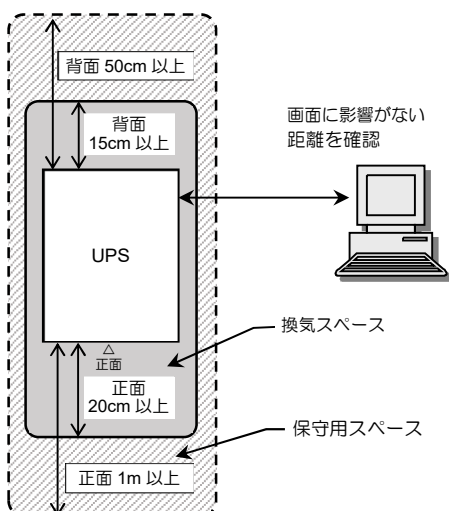 背面 50cm 以上
背面
15cm 以上
画面に影響がない
距離を確認
UPS
換気スペース
△
正面
正面
20cm 以上
保守用スペース
正面 1m 以上